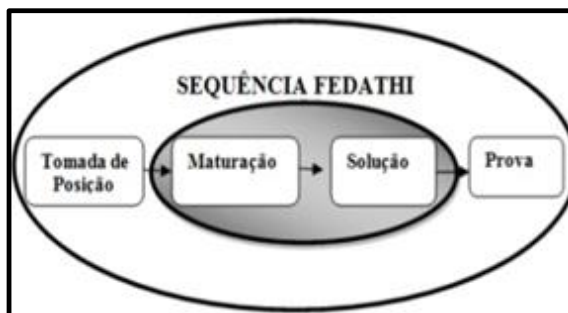 SEQUÊNCIA FEDATHI
Tomada de
Posição
Maturação
Solução
Prova